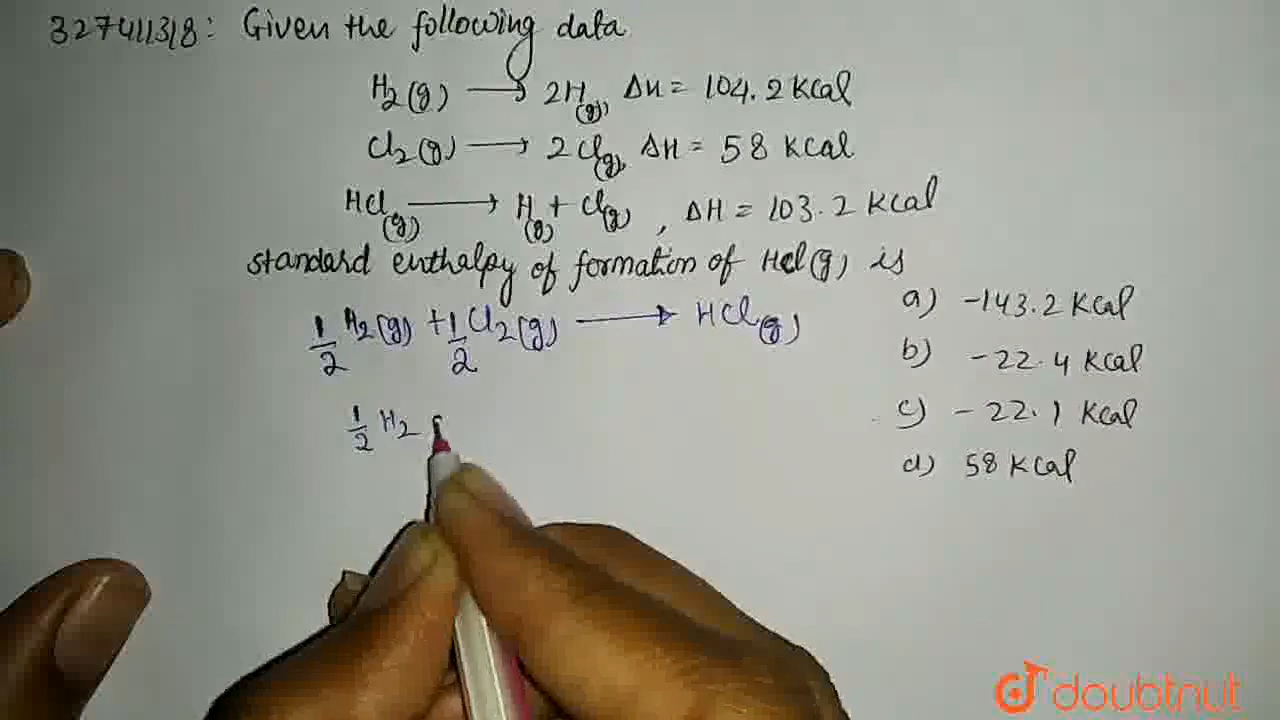 327411318: Given the following data
H₂(g) → 2H(g), ΔH = 104.2 Kcal
Cl₂(g) → 2Cl(g), ΔH = 58 Kcal
HCl(g) → H(g) + Cl(g), ΔH = 103.2 Kcal
standard enthalpy of formation of HCl(g) is
½ H₂(g) + ½ Cl₂(g) → HCl(g)
½ H₂
a) -143.2 Kcal
b) -22.4 Kcal
c) -22.1 Kcal
d) 58 Kcal
doubtnut